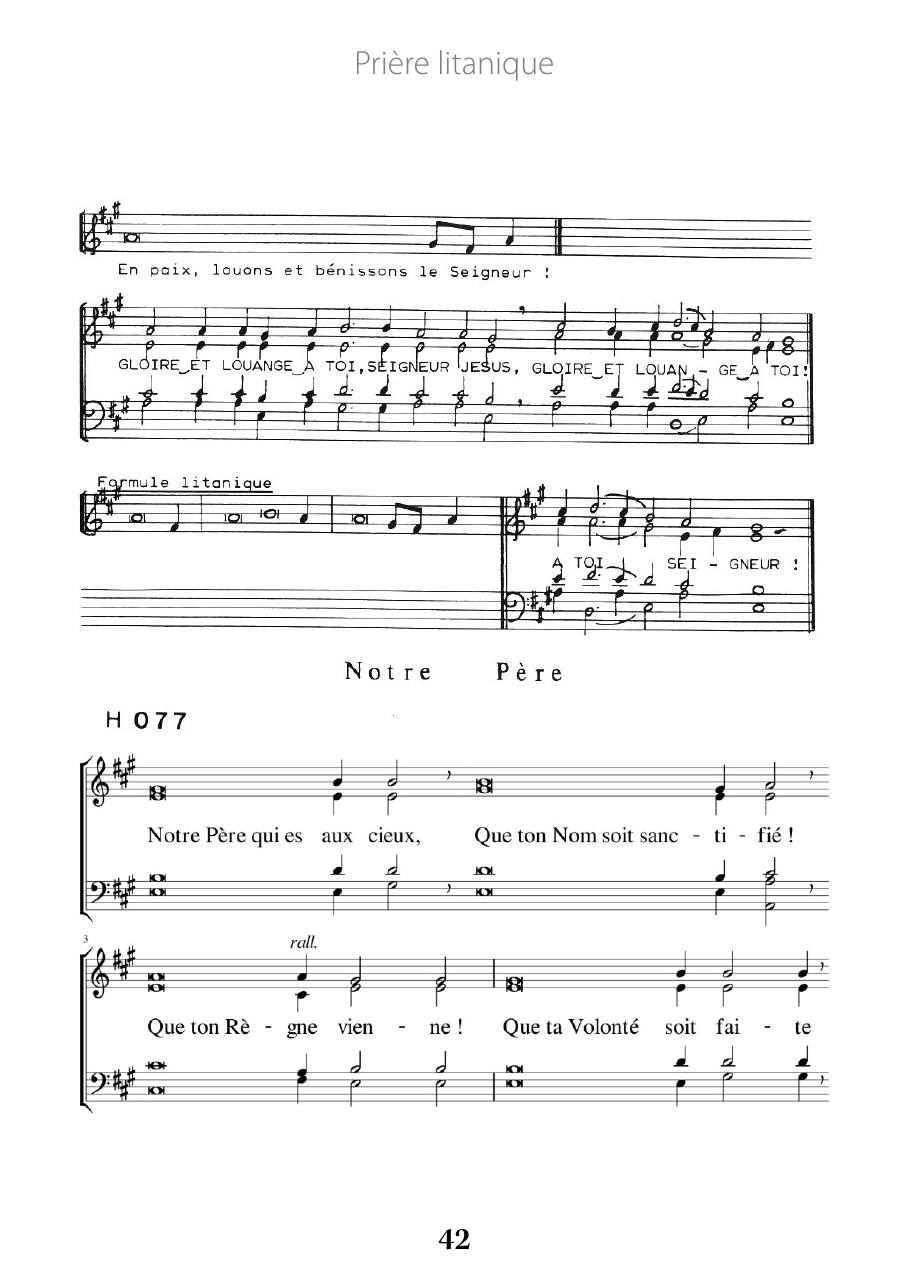 Prière litanique
En paix, louons et bénissons le Seigneur !
GLOIRE ET LOUANGE A TOI,SEIGNEUR JESUS, GLOIRE ET LOUAN - GE A TOI!
Formule litanique
A TOI SEI - GNEUR !
Notre Père
H 077
Notre Père qui es aux cieux, Que ton Nom soit sanc - ti - fié !
3 rall.
Que ton Rè - gne vien - ne ! Que ta Volonté soit fai - te
42